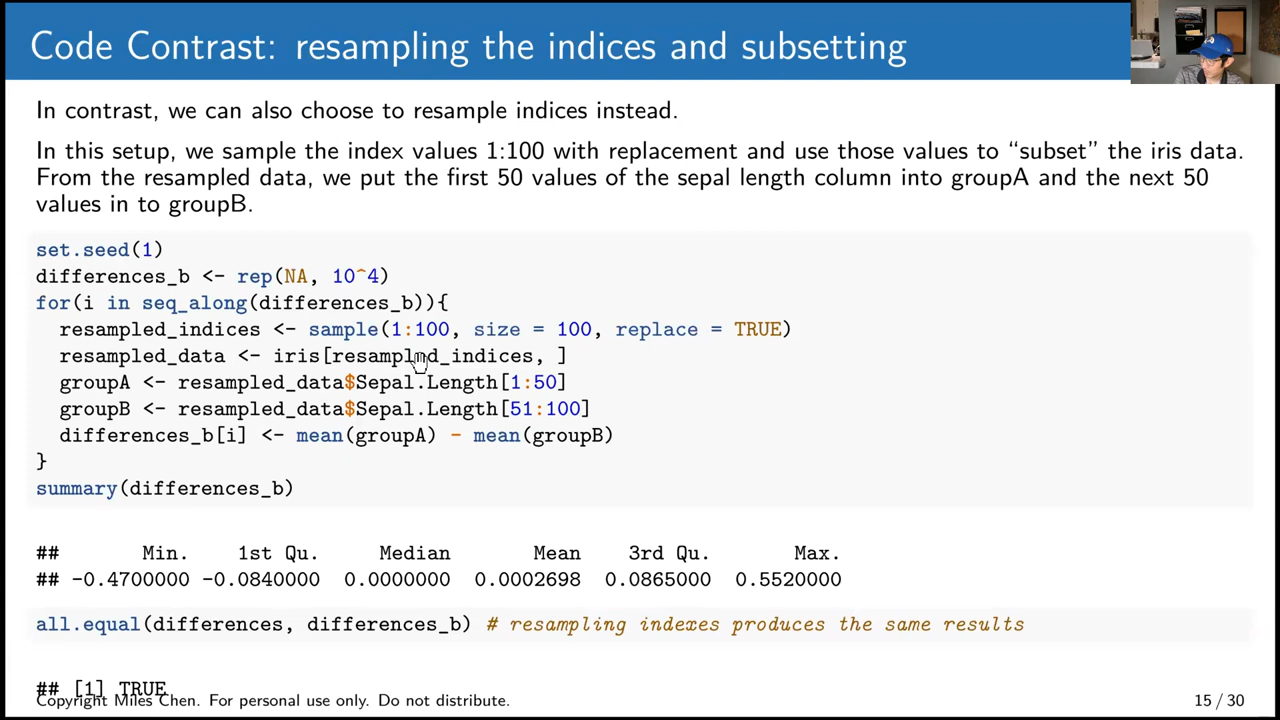 Code Contrast: resampling the indices and subsetting
In contrast, we can also choose to resample indices instead.
In this setup, we sample the index values 1:100 with replacement and use those values to “subset” the iris data.
From the resampled data, we put the first 50 values of the sepal length column into groupA and the next 50
values in to groupB.
set.seed(1)
differences_b <- rep(NA, 10^4)
for(i in seq_along(differences_b)){
resampled_indices <- sample(1:100, size = 100, replace = TRUE)
resampled_data <- iris[resampled_indices, ]
groupA <- resampled_data$Sepal.Length[1:50]
groupB <- resampled_data$Sepal.Length[51:100]
differences_b[i] <- mean(groupA) - mean(groupB)
}
summary(differences_b)
## Min. 1st Qu. Median Mean 3rd Qu. Max.
## -0.4700000 -0.0840000 0.0000000 0.0002698 0.0865000 0.5520000
all.equal(differences, differences_b) # resampling indexes produces the same results
## [1] TRUE
Copyright Miles Chen. For personal use only. Do not distribute. 15 / 30